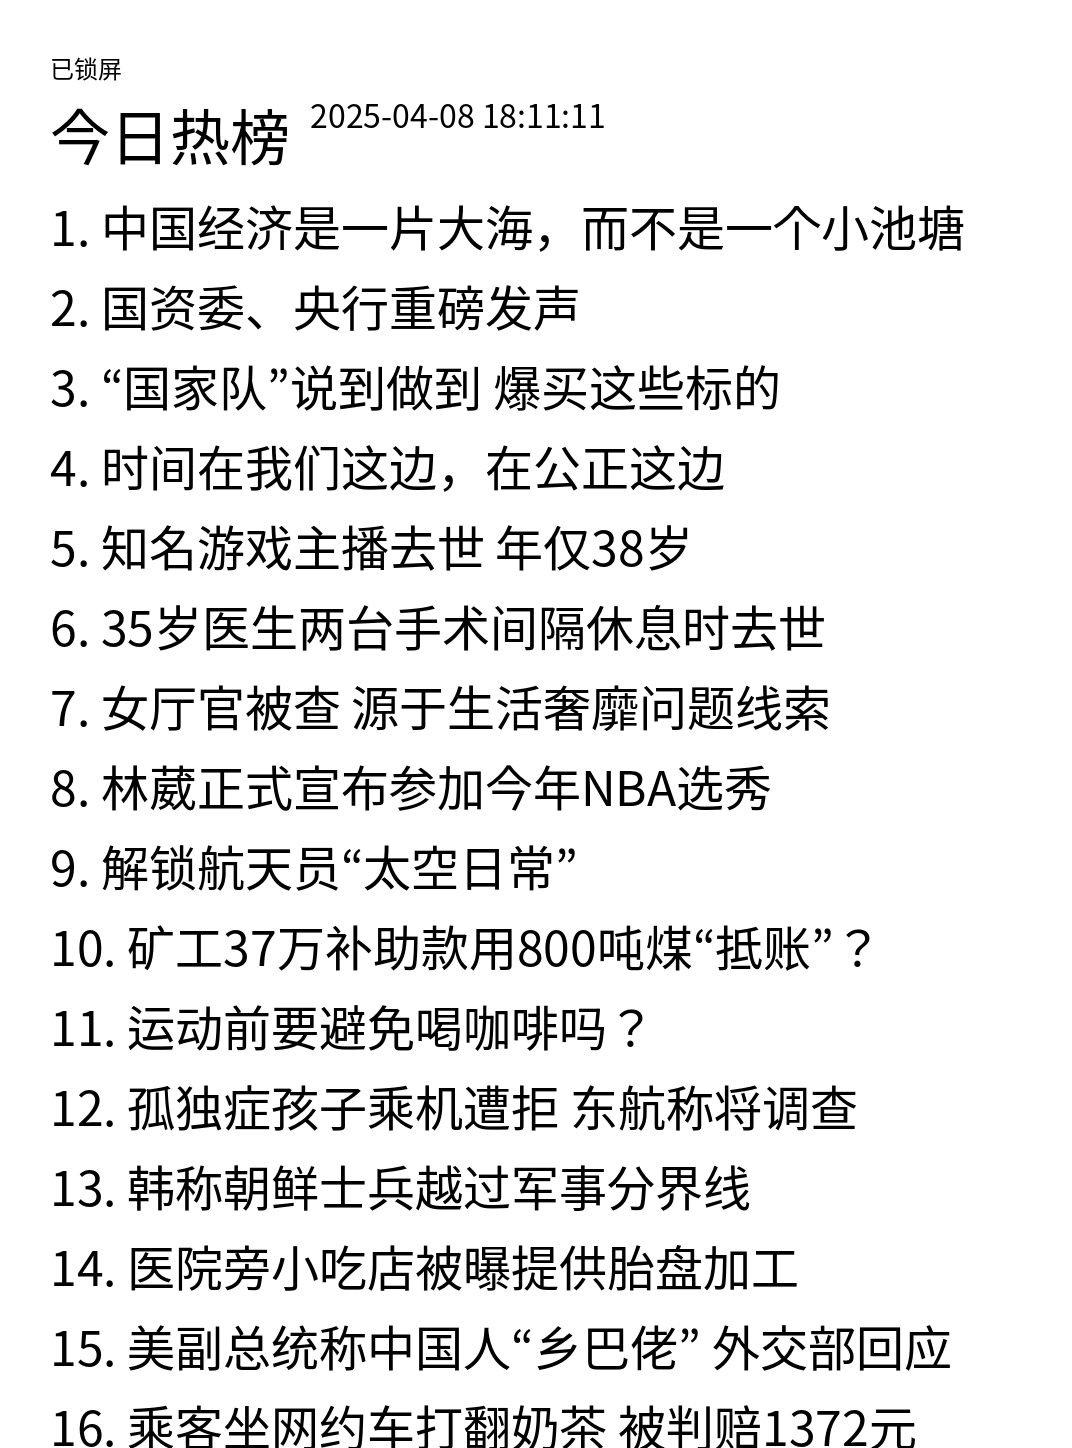 已锁屏
今日热榜 2025-04-08 18:11:11
1. 中国经济是一片大海，而不是一个小池塘
2. 国资委、央行重磅发声
3. “国家队”说到做到 爆买这些标的
4. 时间在我们这边，在公正这边
5. 知名游戏主播去世 年仅38岁
6. 35岁医生两台手术间隔休息时去世
7. 女厅官被查 源于生活奢靡问题线索
8. 林葳正式宣布参加今年NBA选秀
9. 解锁航天员“太空日常”
10. 矿工37万补助款用800吨煤“抵账”？
11. 运动前要避免喝咖啡吗？
12. 孤独症孩子乘机遭拒 东航称将调查
13. 韩称朝鲜士兵越过军事分界线
14. 医院旁小吃店被曝提供胎盘加工
15. 美副总统称中国人“乡巴佬” 外交部回应
16. 乘客坐网约车打翻奶茶 被判赔1372元